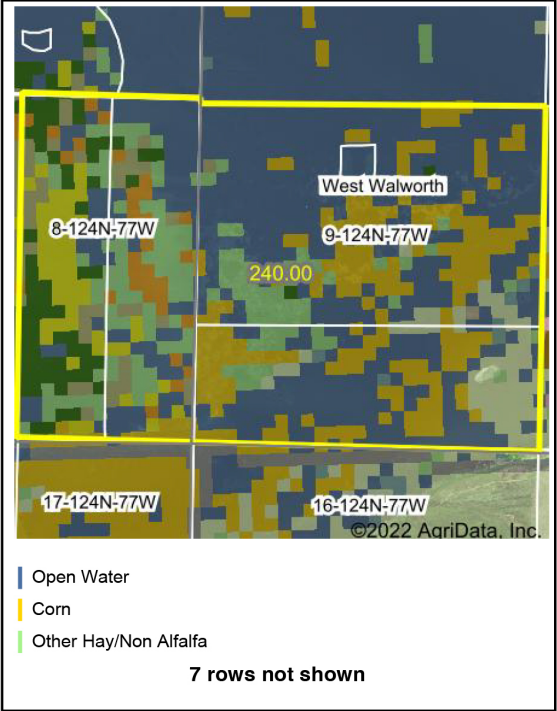 West Walworth
8-124N-77W
9-124N-77W
240.00
17-124N-77W
16-124N-77W
©2022 AgriData, Inc.
Open Water
Corn
Other Hay/Non Alfalfa
7 rows not shown